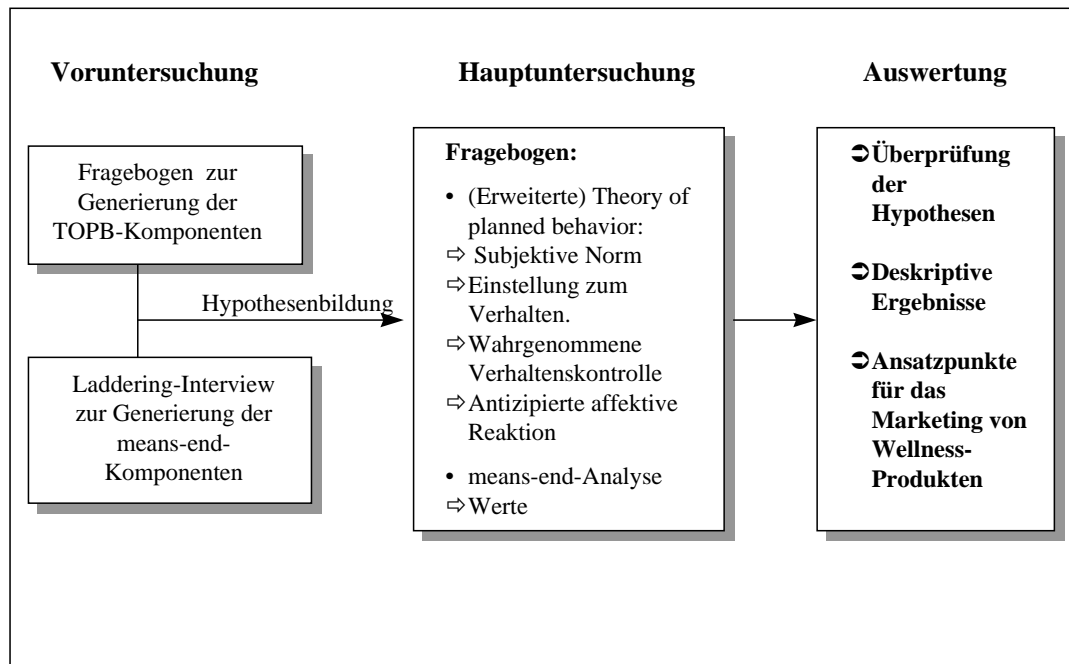 Voruntersuchung
Hauptuntersuchung
Auswertung
Fragebogen zur
Generierung der
TOPB-Komponenten
Hypothesenbildung
Laddering-Interview
zur Generierung der
means-end-
Komponenten
Fragebogen:
• (Erweiterte) Theory of
planned behavior:
⇨ Subjektive Norm
⇨ Einstellung zum
Verhalten.
⇨ Wahrgenommene
Verhaltenskontrolle
⇨ Antizipierte affektive
Reaktion
• means-end-Analyse
⇨ Werte
➲ Überprüfung
der
Hypothesen
➲ Deskriptive
Ergebnisse
➲ Ansatzpunkte
für das
Marketing von
Wellness-
Produkten